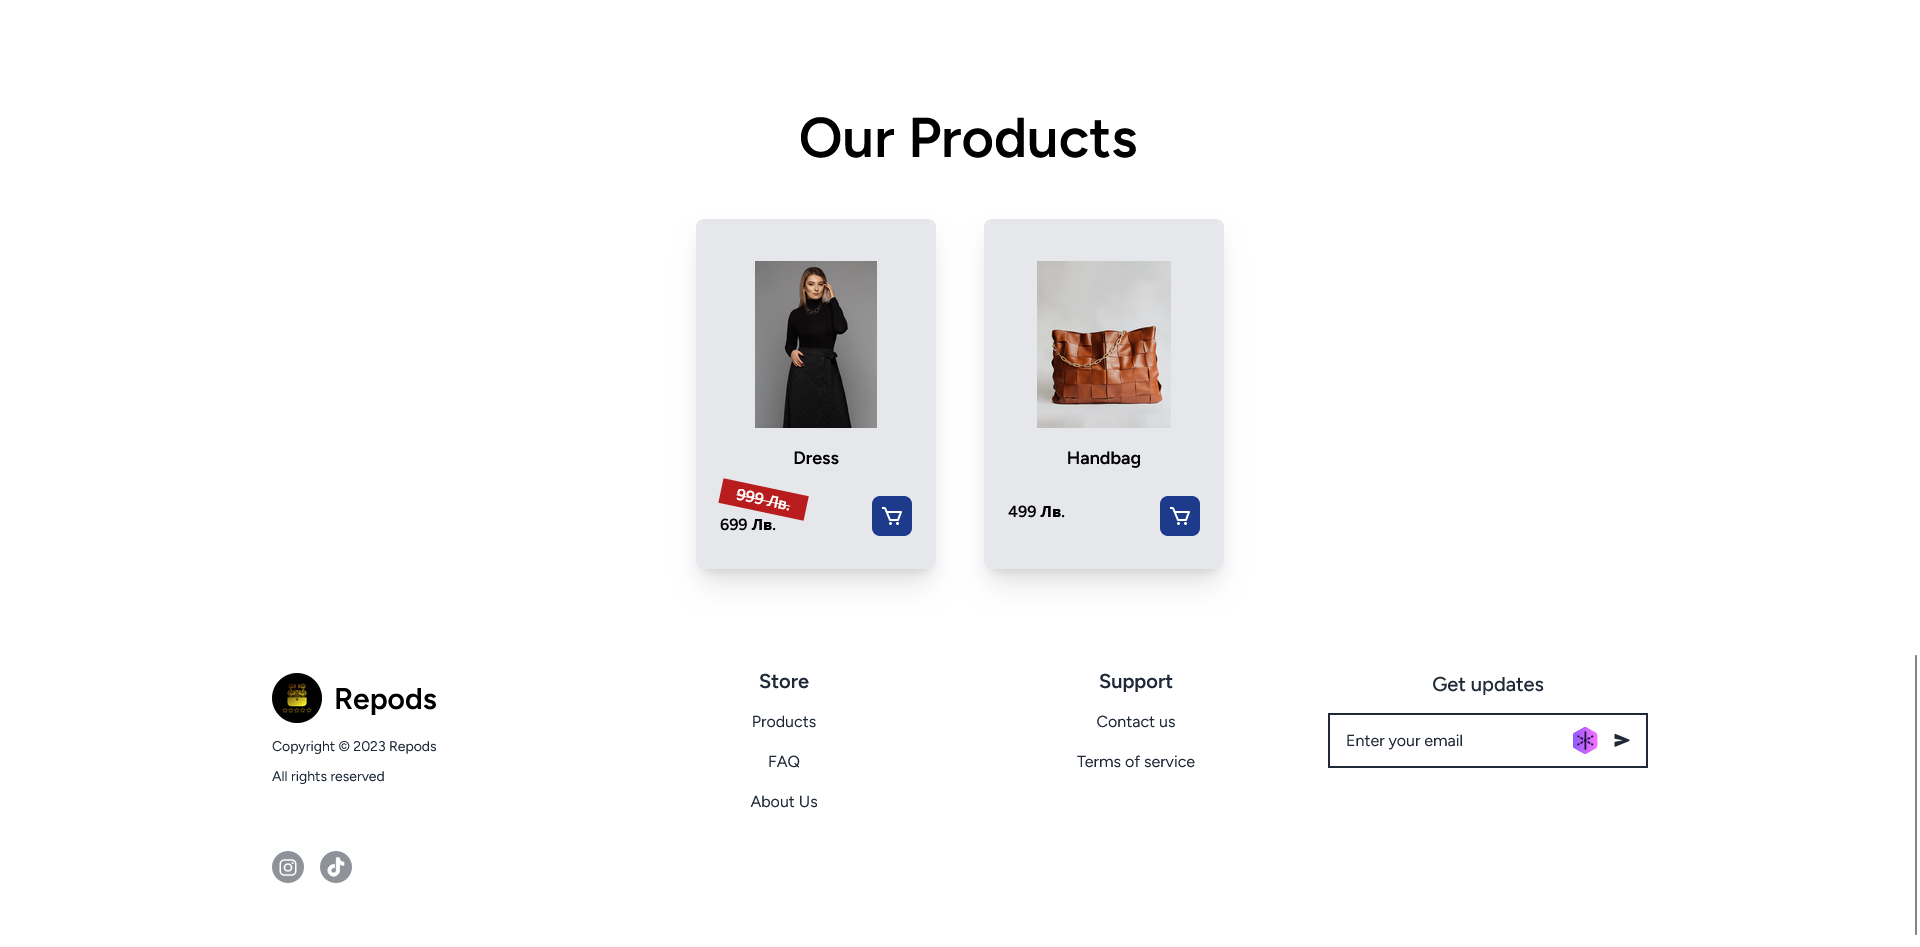 Our Products
Dress
999 Лв.
699 Лв.
Handbag
499 Лв.
Repods
Copyright © 2023 Repods
All rights reserved
Store
Products
FAQ
About Us
Support
Contact us
Terms of service
Get updates
Enter your email